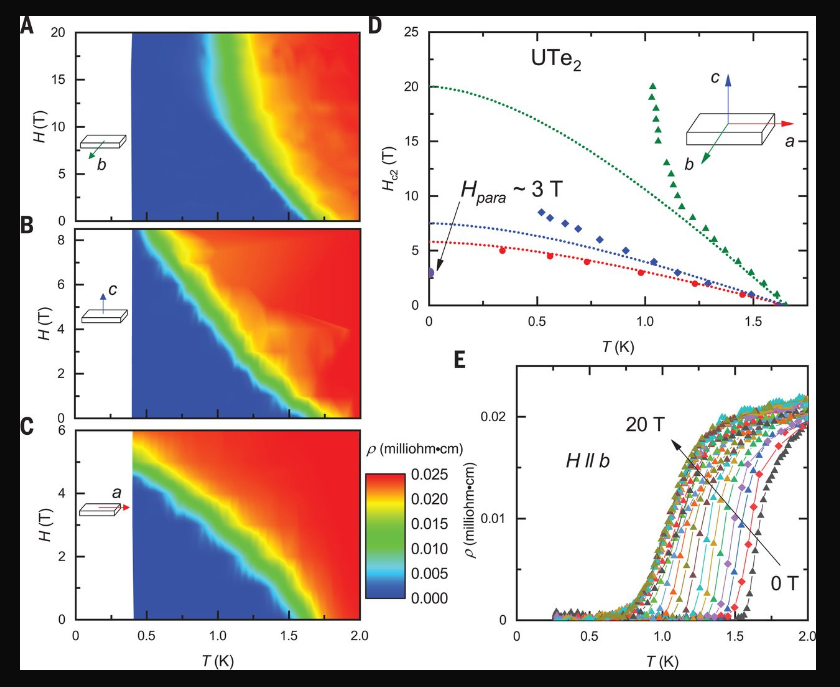 A
20
15
10
5
0
H (T)
b
B
8
6
4
2
0
H (T)
c
C
6
4
2
0
H (T)
a
0 0.5 1.0 1.5 2.0
T (K)
ρ (milliohm•cm)
0.025
0.020
0.015
0.010
0.005
0.000
D
25
20
15
10
5
0
Hc2 (T)
UTe2
c
a
b
Hpara ~ 3 T
0 0.5 1.0 1.5
T (K)
E
0.02
0.01
0
ρ (milliohm•cm)
20 T
H // b
0 T
0 0.5 1.0 1.5 2.0
T (K)